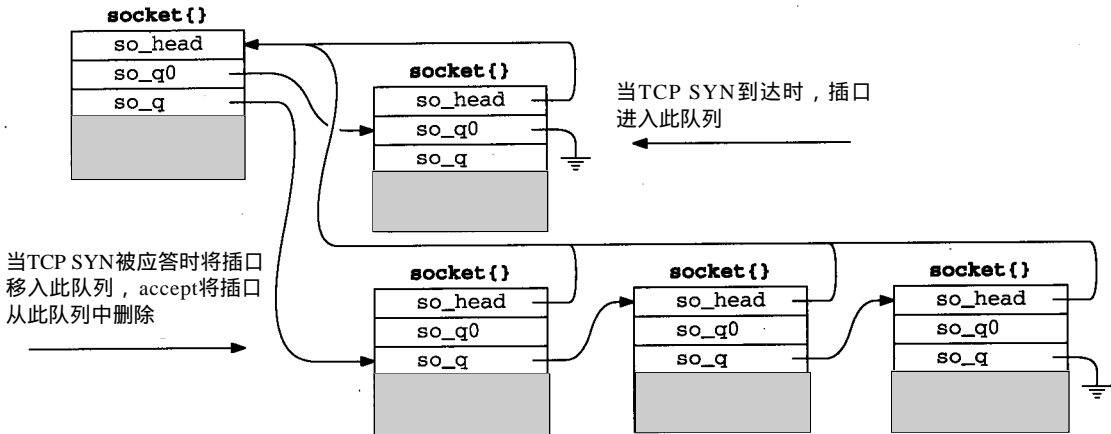 socket{}
so_head
so_q0
so_q
socket{}
so_head
so_q0
so_q
当TCP SYN到达时，插口
进入此队列
当TCP SYN被应答时将插口
移入此队列，accept将插口
从此队列中删除
socket{}
so_head
so_q0
so_q
socket{}
so_head
so_q0
so_q
socket{}
so_head
so_q0
so_q